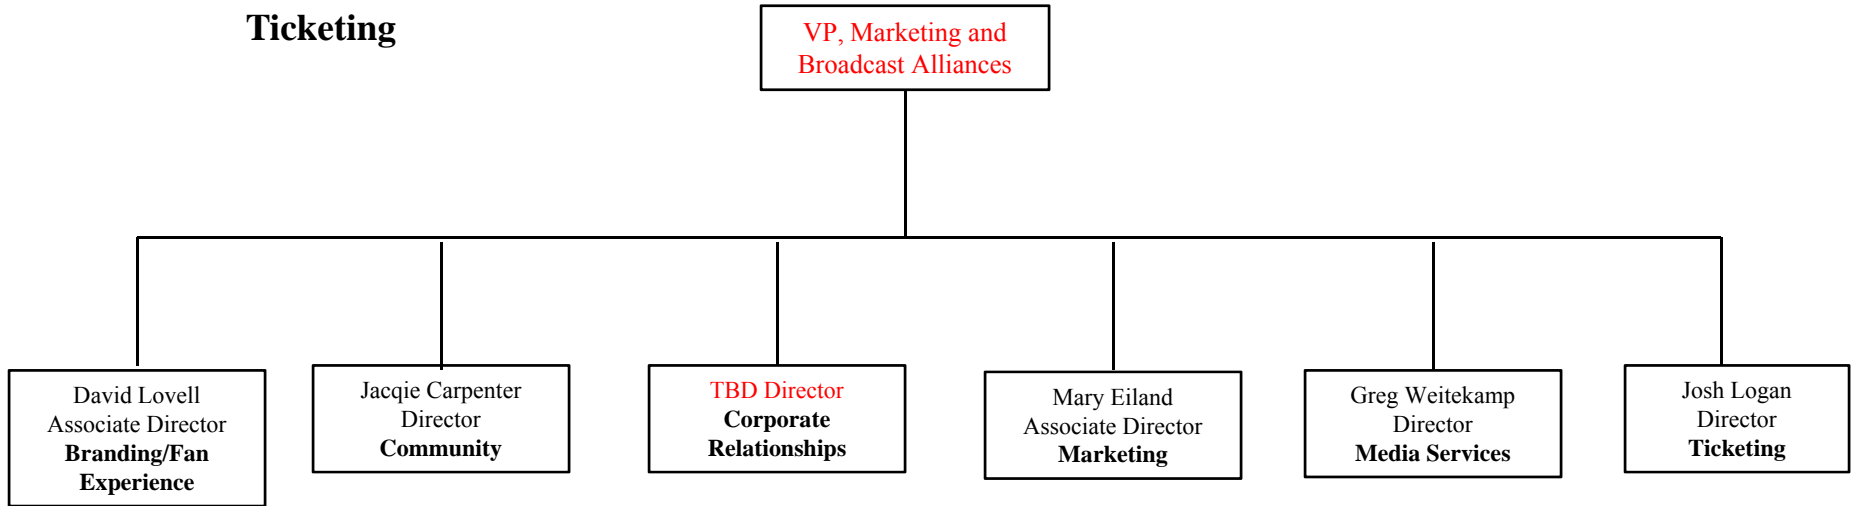 Ticketing
VP, Marketing and
Broadcast Alliances
David Lovell
Associate Director
Branding/Fan
Experience
Jacqie Carpenter
Director
Community
TBD Director
Corporate
Relationships
Mary Eiland
Associate Director
Marketing
Greg Weitekamp
Director
Media Services
Josh Logan
Director
Ticketing